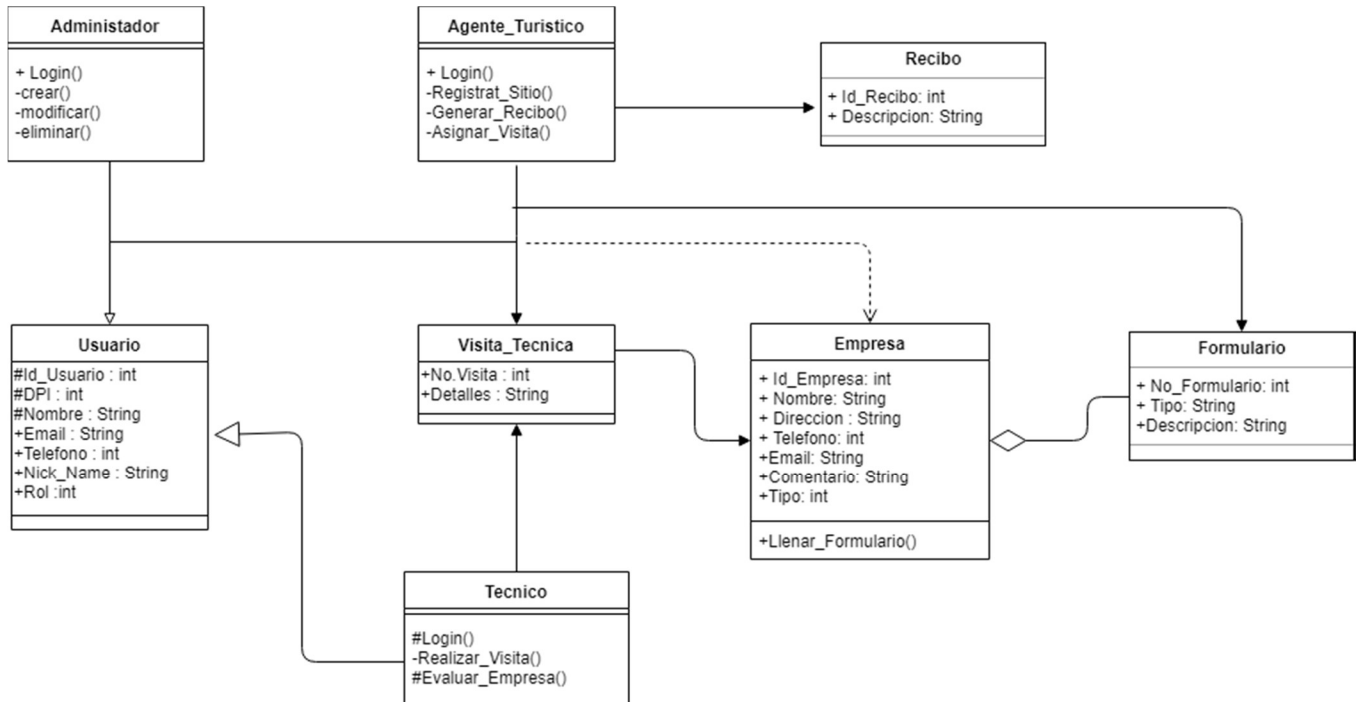 Administador
+ Login()
-crear()
-modificar()
-eliminar()
Agente_Turistico
+ Login()
-Registrat_Sitio()
-Generar_Recibo()
-Asignar_Visita()
Recibo
+ Id_Recibo: int
+ Descripcion: String
Usuario
#Id_Usuario : int
#DPI : int
#Nombre : String
+Email : String
+Telefono : int
+Nick_Name : String
+Rol :int
Visita_Tecnica
+No.Visita : int
+Detalles : String
Empresa
+ Id_Empresa: int
+ Nombre: String
+ Direccion : String
+ Telefono: int
+Email: String
+Comentario: String
+Tipo: int
+Llenar_Formulario()
Formulario
+ No_Formulario: int
+ Tipo: String
+Descripcion: String
Tecnico
#Login()
-Realizar_Visita()
#Evaluar_Empresa()